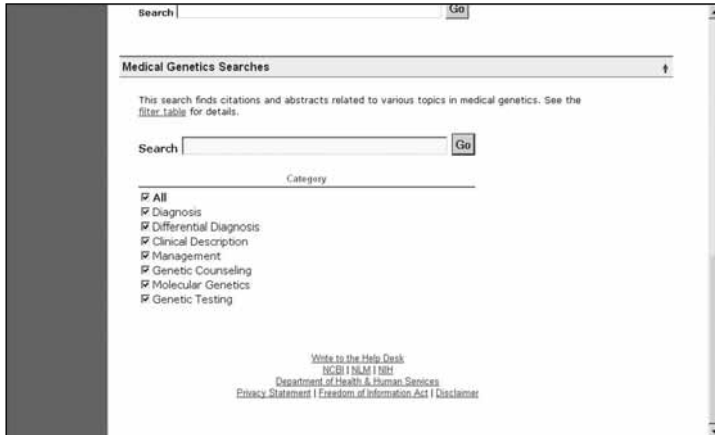 Search Go
Medical Genetics Searches
This search finds citations and abstracts related to various topics in medical genetics. See the
filter table for details.
Search Go
Category
All
Diagnosis
Differential Diagnosis
Clinical Description
Management
Genetic Counseling
Molecular Genetics
Genetic Testing
Write to the Help Desk
NCBI | NLM | NIH
Department of Health & Human Services
Privacy Statement | Freedom of Information Act | Disclaimer